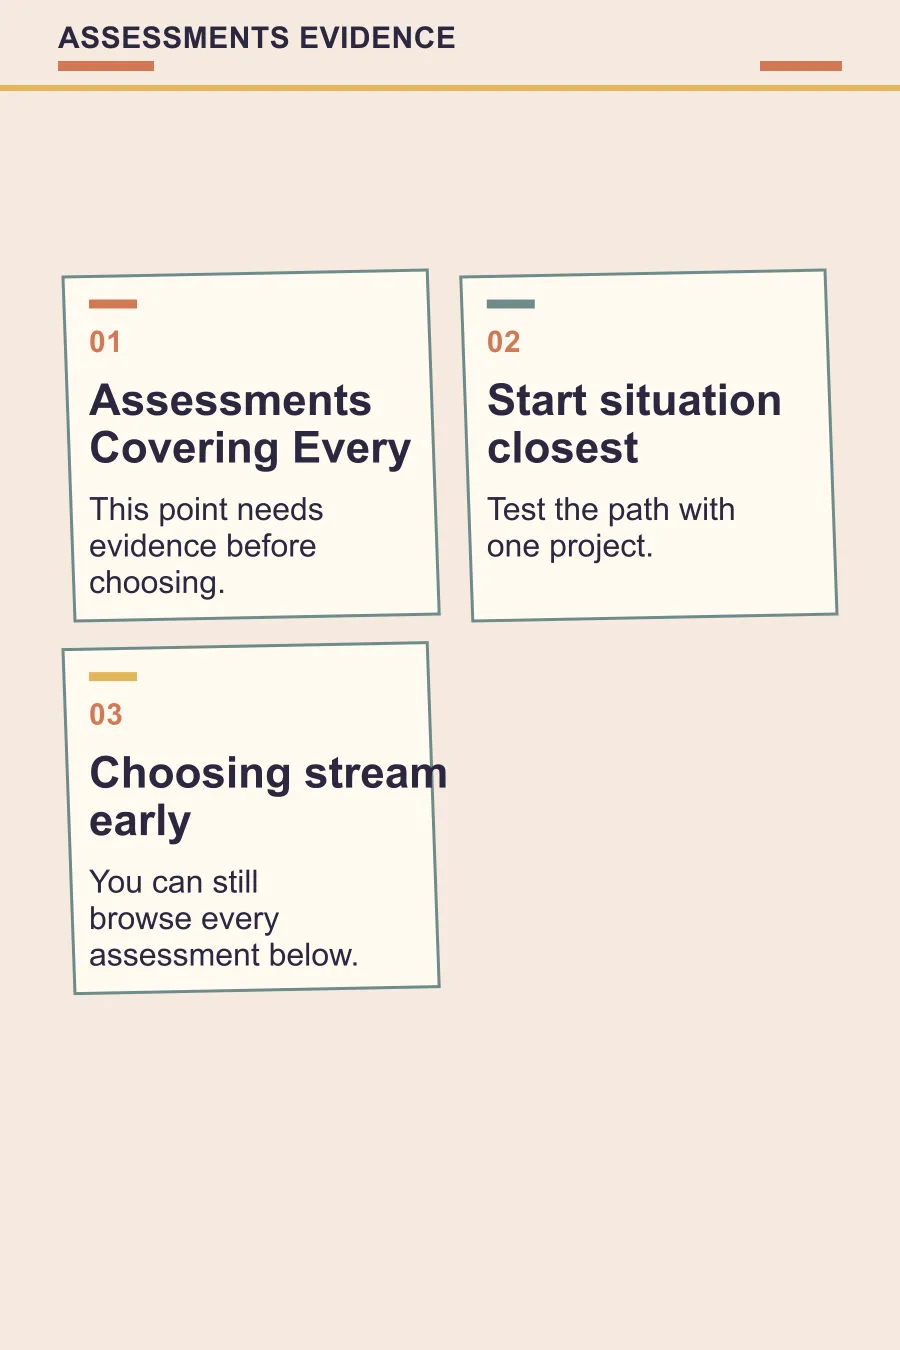 ASSESSMENTS EVIDENCE
01
Assessments
Covering Every
This point needs
evidence before
choosing.
02
Start situation
closest
Test the path with
one project.
03
Choosing stream
early
You can still
browse every
assessment below.